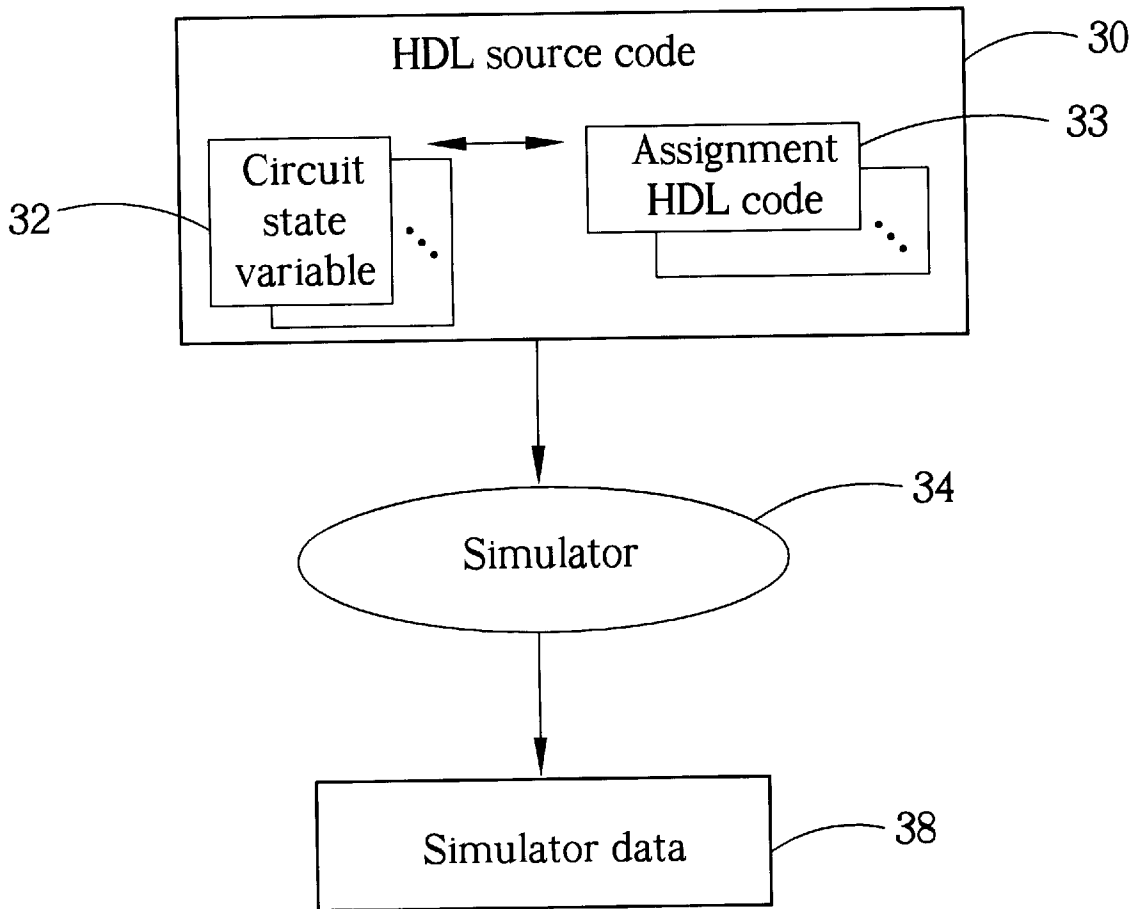 HDL source code
30
Circuit
state
variable
32
Assignment
HDL code
33
Simulator
34
Simulator data
38